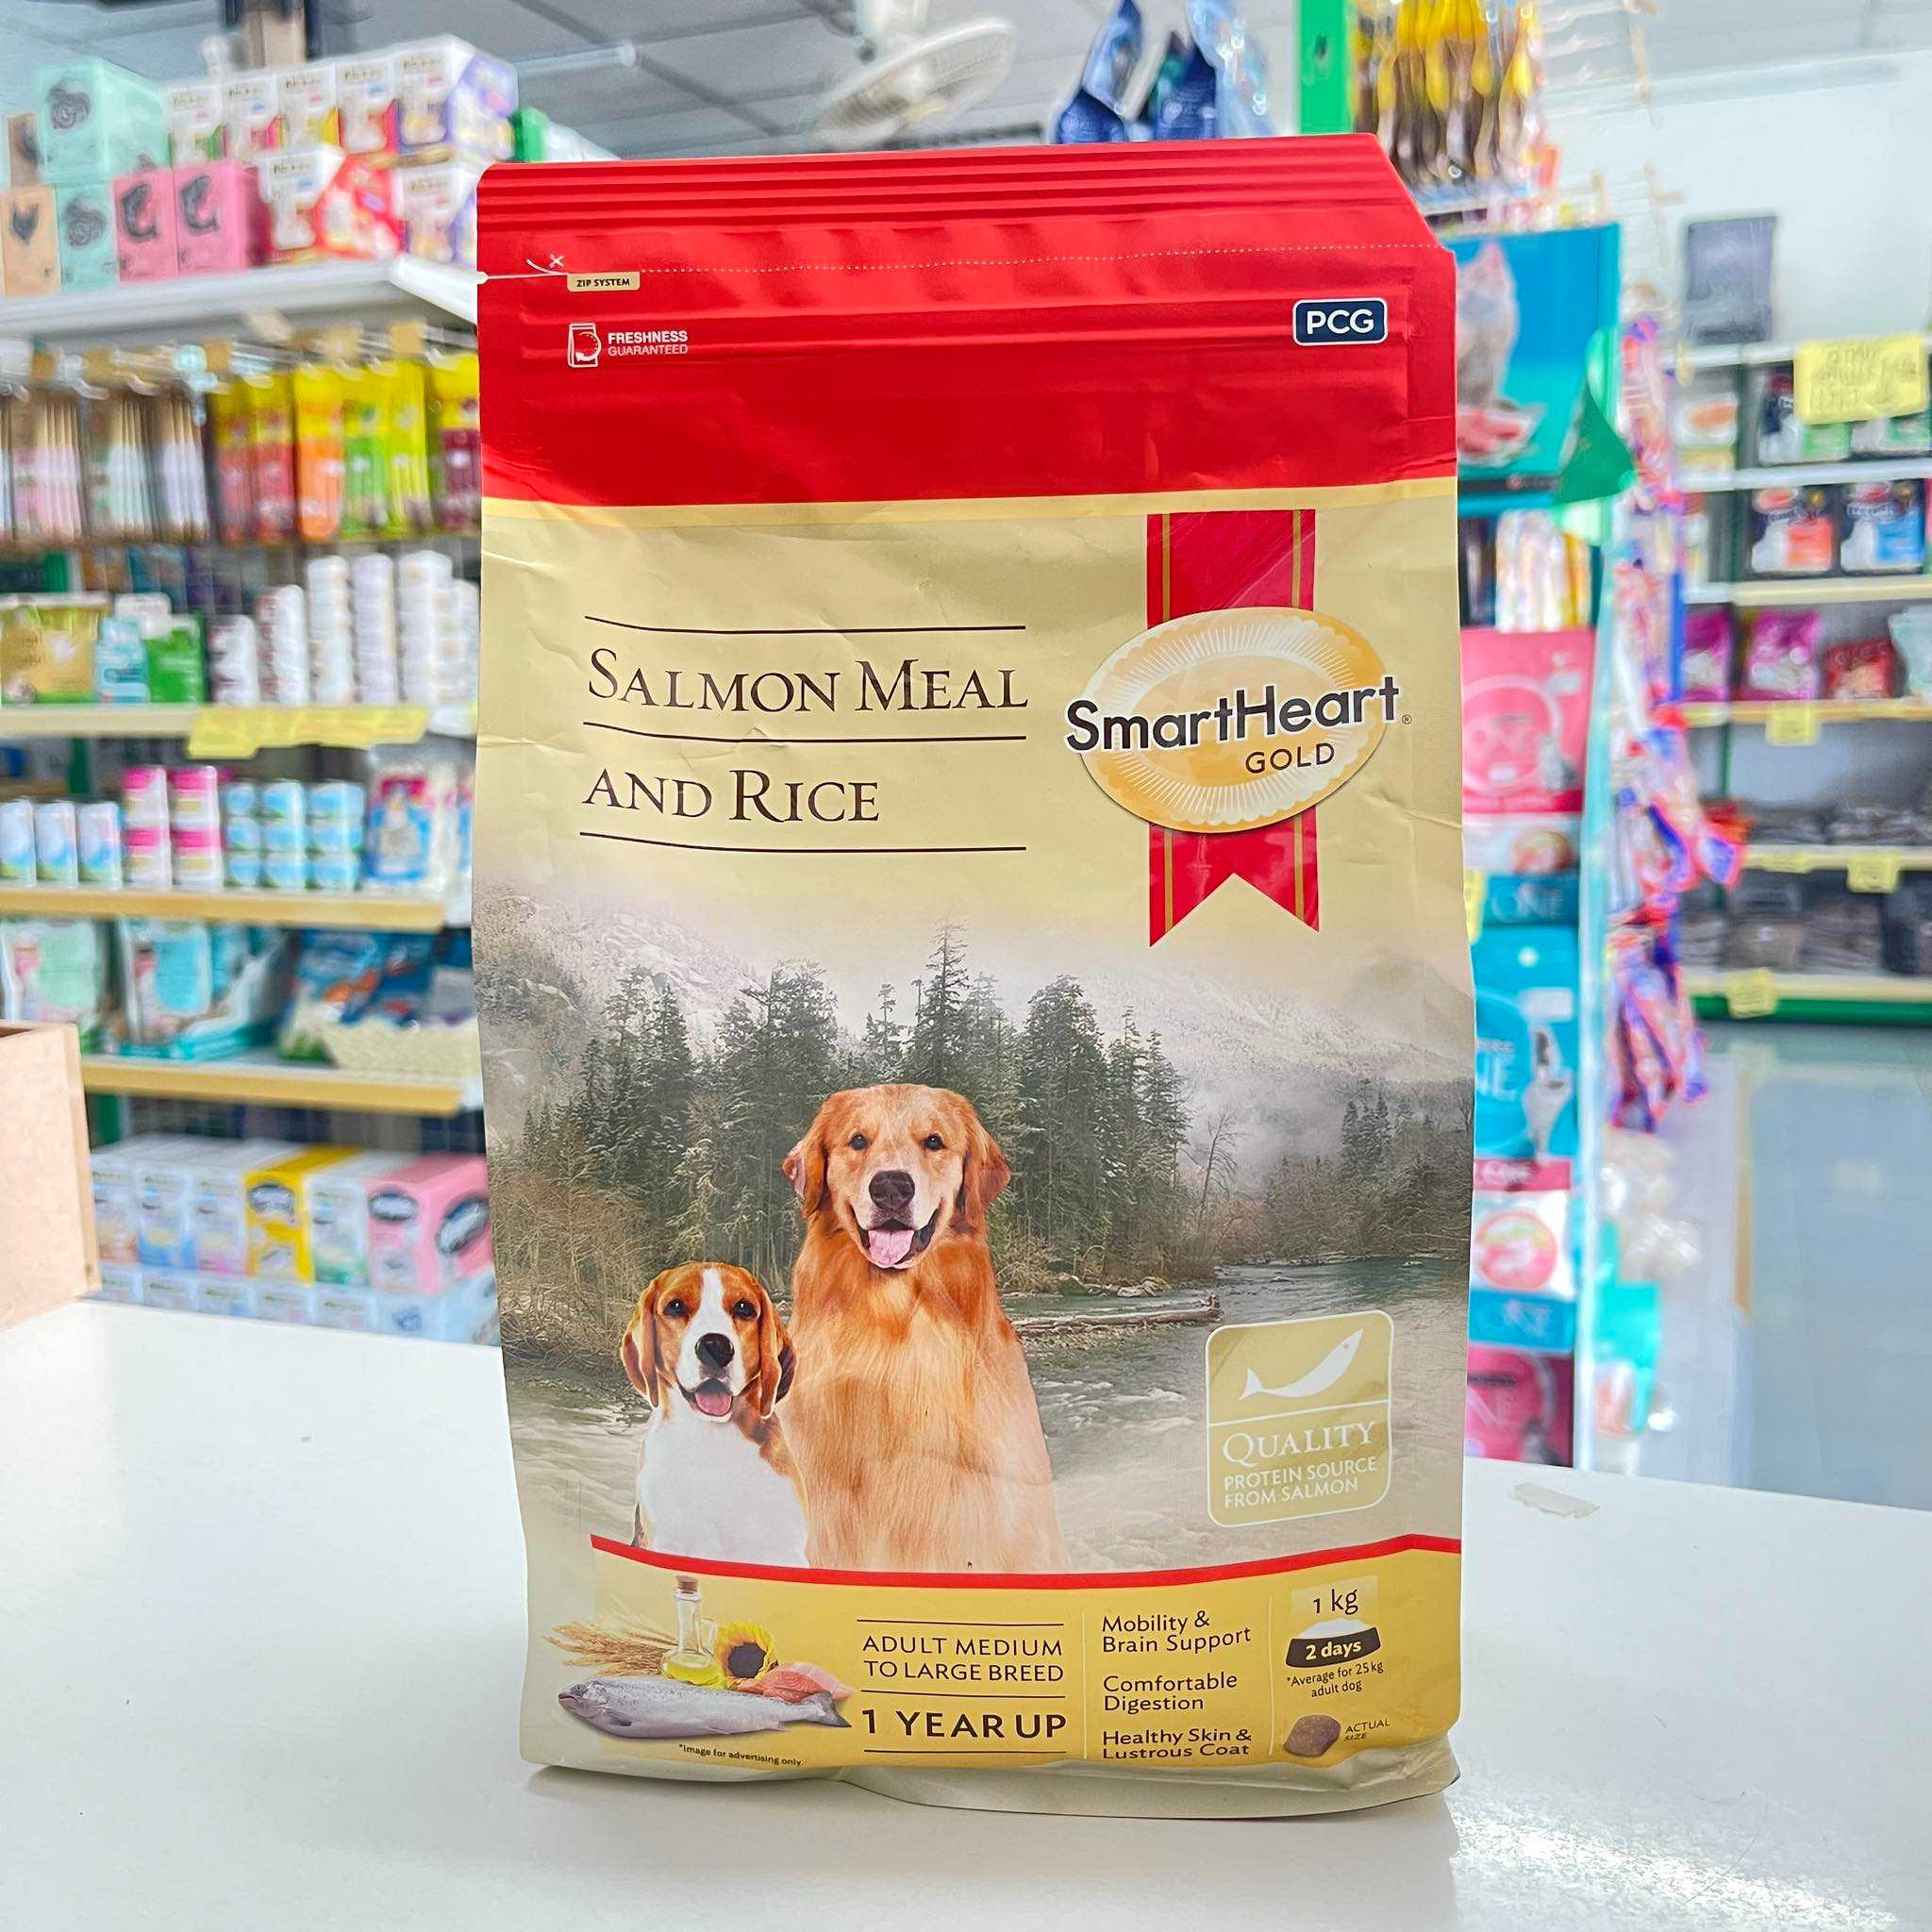 ZIP SYSTEM
FRESHNESS
GUARANTEED
PCG
SALMON MEAL
AND RICE
SmartHeart®
GOLD
QUALITY
PROTEIN SOURCE
FROM SALMON
ADULT MEDIUM
TO LARGE BREED
1 YEAR UP
Mobility &
Brain Support
Comfortable
Digestion
Healthy Skin &
Lustrous Coat
1 kg
2 days
*Average for 25kg
adult dog
ACTUAL
SIZE
*Image for advertising only.
ONE